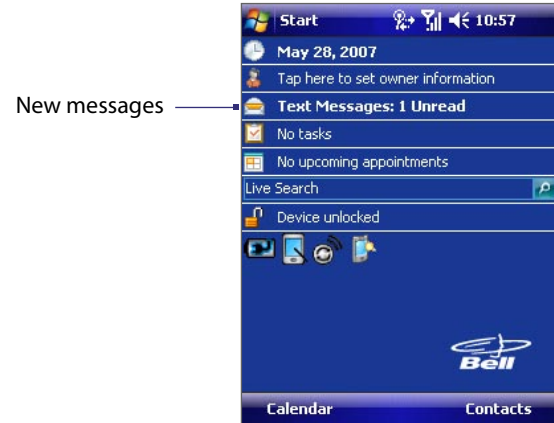 Start 10:57
May 28, 2007
Tap here to set owner information
New messages
Text Messages: 1 Unread
No tasks
No upcoming appointments
Live Search
Device unlocked
Bell
Calendar Contacts